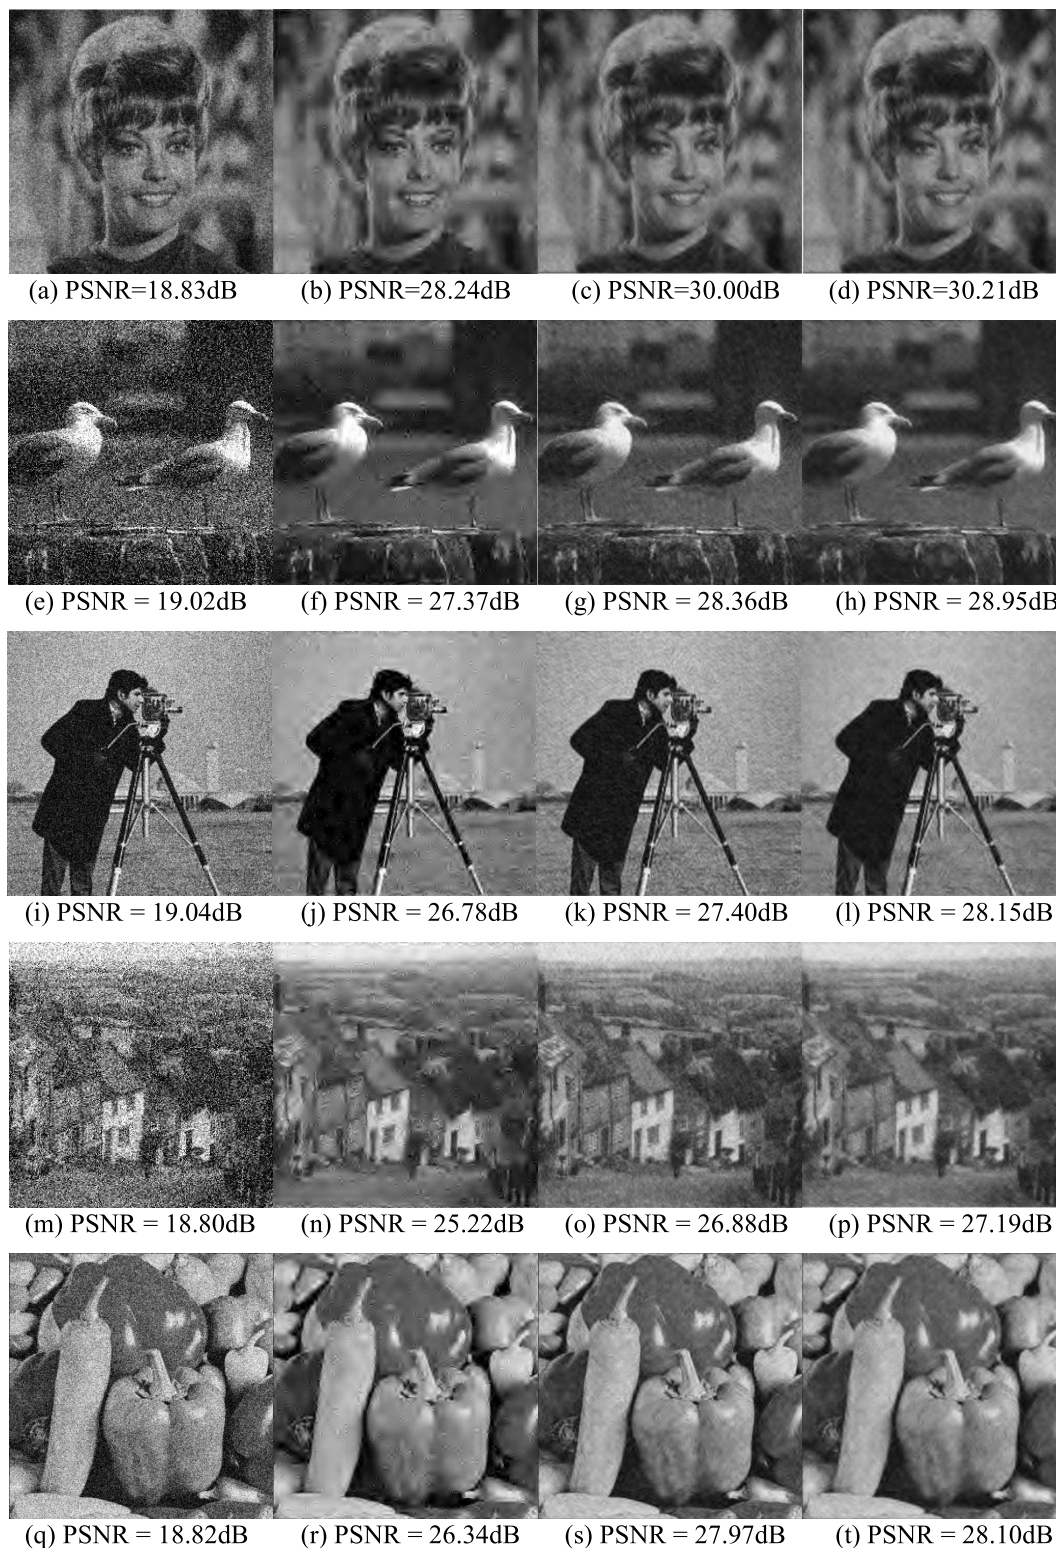 (a) PSNR=18.83dB (b) PSNR=28.24dB (c) PSNR=30.00dB (d) PSNR=30.21dB
(e) PSNR = 19.02dB (f) PSNR = 27.37dB (g) PSNR = 28.36dB (h) PSNR = 28.95dB
(i) PSNR = 19.04dB (j) PSNR = 26.78dB (k) PSNR = 27.40dB (l) PSNR = 28.15dB
(m) PSNR = 18.80dB (n) PSNR = 25.22dB (o) PSNR = 26.88dB (p) PSNR = 27.19dB
(q) PSNR = 18.82dB (r) PSNR = 26.34dB (s) PSNR = 27.97dB (t) PSNR = 28.10dB